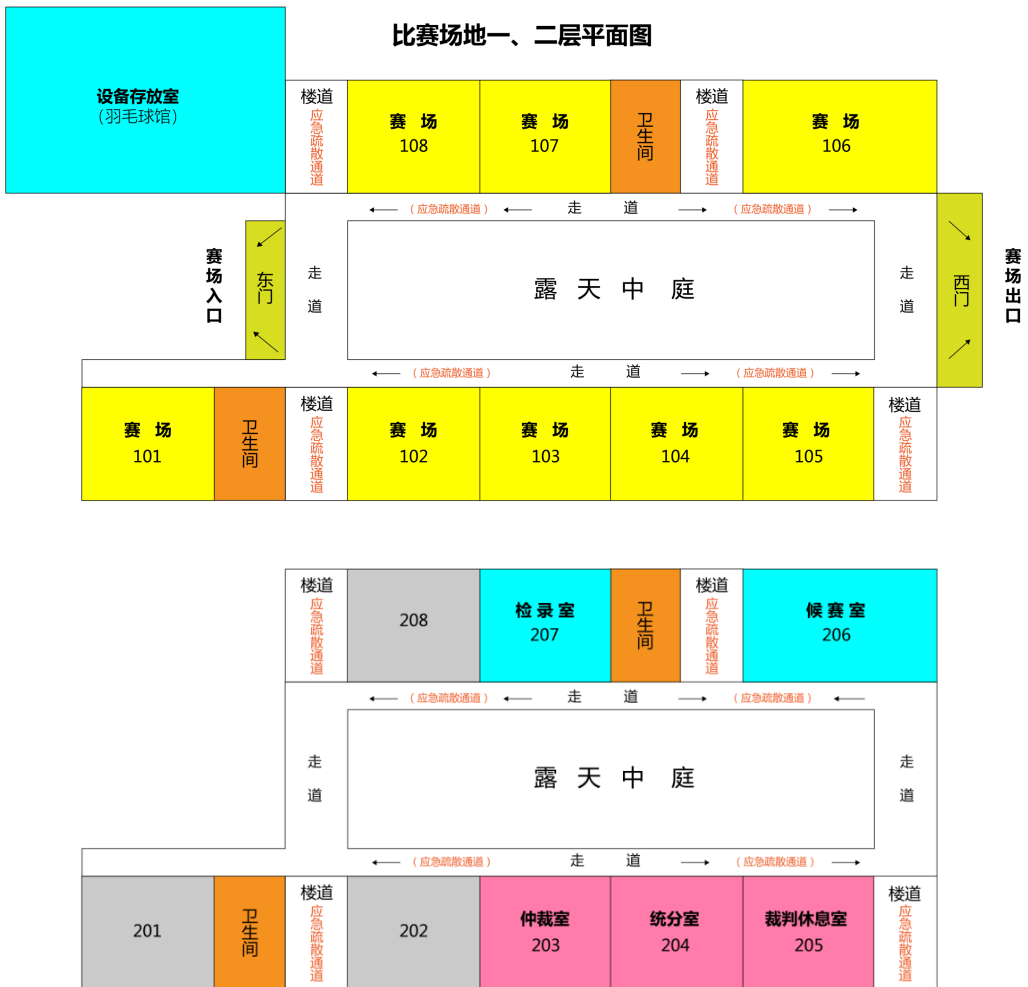 比赛场地一、二层平面图
设备存放室
（羽毛球馆）
楼道
应急疏散通道
赛 场
108
赛 场
107
卫生间
楼道
应急疏散通道
赛 场
106
（应急疏散通道）
走 道
（应急疏散通道）
赛场入口
东门
走道
露 天 中 庭
走道
西门
赛场出口
（应急疏散通道）
走 道
（应急疏散通道）
赛 场
101
卫生间
楼道
应急疏散通道
赛 场
102
赛 场
103
赛 场
104
赛 场
105
楼道
应急疏散通道
楼道
应急疏散通道
208
检 录 室
207
卫生间
楼道
应急疏散通道
候 赛 室
206
（应急疏散通道）
走 道
（应急疏散通道）
走道
露 天 中 庭
走道
（应急疏散通道）
走 道
（应急疏散通道）
201
卫生间
楼道
应急疏散通道
202
仲裁室
203
统分室
204
裁判休息室
205
楼道
应急疏散通道